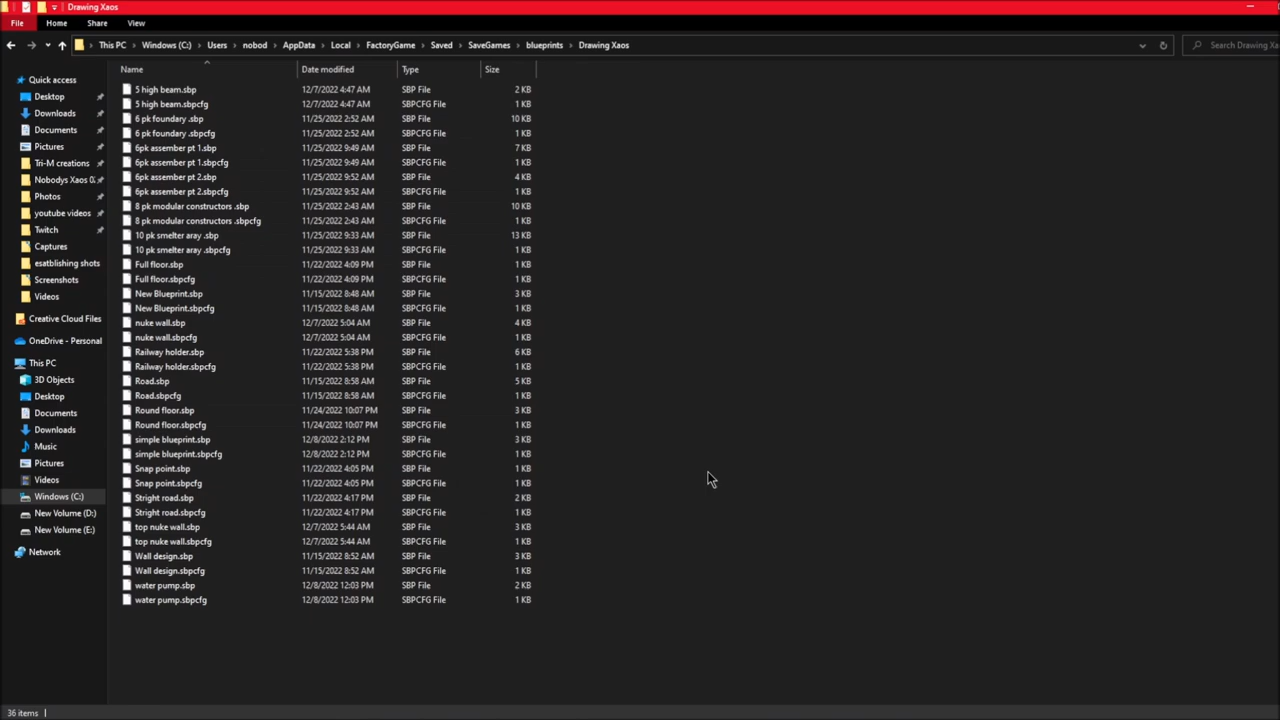 Drawing Xaos
File Home Share View
This PC Windows (C:) Users nobod AppData Local FactoryGame Saved SaveGames blueprints Drawing Xaos
Search Drawing
Name Date modified Type Size
Quick access
Desktop
Downloads
Documents
Pictures
Tri-M creations
Nobodys Xaos
Photos
youtube videos
Twitch
Captures
esatblishing shots
Screenshots
Videos
Creative Cloud Files
OneDrive - Personal
This PC
3D Objects
Desktop
Documents
Downloads
Music
Pictures
Videos
Windows (C:)
New Volume (D:)
New Volume (E:)
Network
5 high beam.sbp 12/7/2022 4:47 AM SBP File 2 KB
5 high beam.sbpcfg 12/7/2022 4:47 AM SBPCFG File 1 KB
6 pk foundary .sbp 11/25/2022 2:52 AM SBP File 10 KB
6 pk foundary .sbpcfg 11/25/2022 2:52 AM SBPCFG File 1 KB
6pk assember pt 1.sbp 11/25/2022 9:49 AM SBP File 7 KB
6pk assember pt 1.sbpcfg 11/25/2022 9:49 AM SBPCFG File 1 KB
6pk assember pt 2.sbp 11/25/2022 9:52 AM SBP File 4 KB
6pk assember pt 2.sbpcfg 11/25/2022 9:52 AM SBPCFG File 1 KB
8 pk modular constructors .sbp 11/25/2022 2:43 AM SBP File 10 KB
8 pk modular constructors .sbpcfg 11/25/2022 2:43 AM SBPCFG File 1 KB
10 pk smelter aray .sbp 11/25/2022 9:33 AM SBP File 13 KB
10 pk smelter aray .sbpcfg 11/25/2022 9:33 AM SBPCFG File 1 KB
Full floor.sbp 11/22/2022 4:09 PM SBP File 1 KB
Full floor.sbpcfg 11/22/2022 4:09 PM SBPCFG File 1 KB
New Blueprint.sbp 11/15/2022 8:48 AM SBP File 3 KB
New Blueprint.sbpcfg 11/15/2022 8:48 AM SBPCFG File 1 KB
nuke wall.sbp 12/7/2022 5:04 AM SBP File 4 KB
nuke wall.sbpcfg 12/7/2022 5:04 AM SBPCFG File 1 KB
Railway holder.sbp 11/22/2022 5:38 PM SBP File 6 KB
Railway holder.sbpcfg 11/22/2022 5:38 PM SBPCFG File 1 KB
Road.sbp 11/15/2022 8:58 AM SBP File 5 KB
Road.sbpcfg 11/15/2022 8:58 AM SBPCFG File 1 KB
Round floor.sbp 11/24/2022 10:07 PM SBP File 3 KB
Round floor.sbpcfg 11/24/2022 10:07 PM SBPCFG File 1 KB
simple blueprint.sbp 12/8/2022 2:12 PM SBP File 3 KB
simple blueprint.sbpcfg 12/8/2022 2:12 PM SBPCFG File 1 KB
Snap point.sbp 11/22/2022 4:05 PM SBP File 1 KB
Snap point.sbpcfg 11/22/2022 4:05 PM SBPCFG File 1 KB
Stright road.sbp 11/22/2022 4:17 PM SBP File 2 KB
Stright road.sbpcfg 11/22/2022 4:17 PM SBPCFG File 1 KB
top nuke wall.sbp 12/7/2022 5:44 AM SBP File 3 KB
top nuke wall.sbpcfg 12/7/2022 5:44 AM SBPCFG File 1 KB
Wall design.sbp 11/15/2022 8:52 AM SBP File 3 KB
Wall design.sbpcfg 11/15/2022 8:52 AM SBPCFG File 1 KB
water pump.sbp 12/8/2022 12:03 PM SBP File 2 KB
water pump.sbpcfg 12/8/2022 12:03 PM SBPCFG File 1 KB
36 items